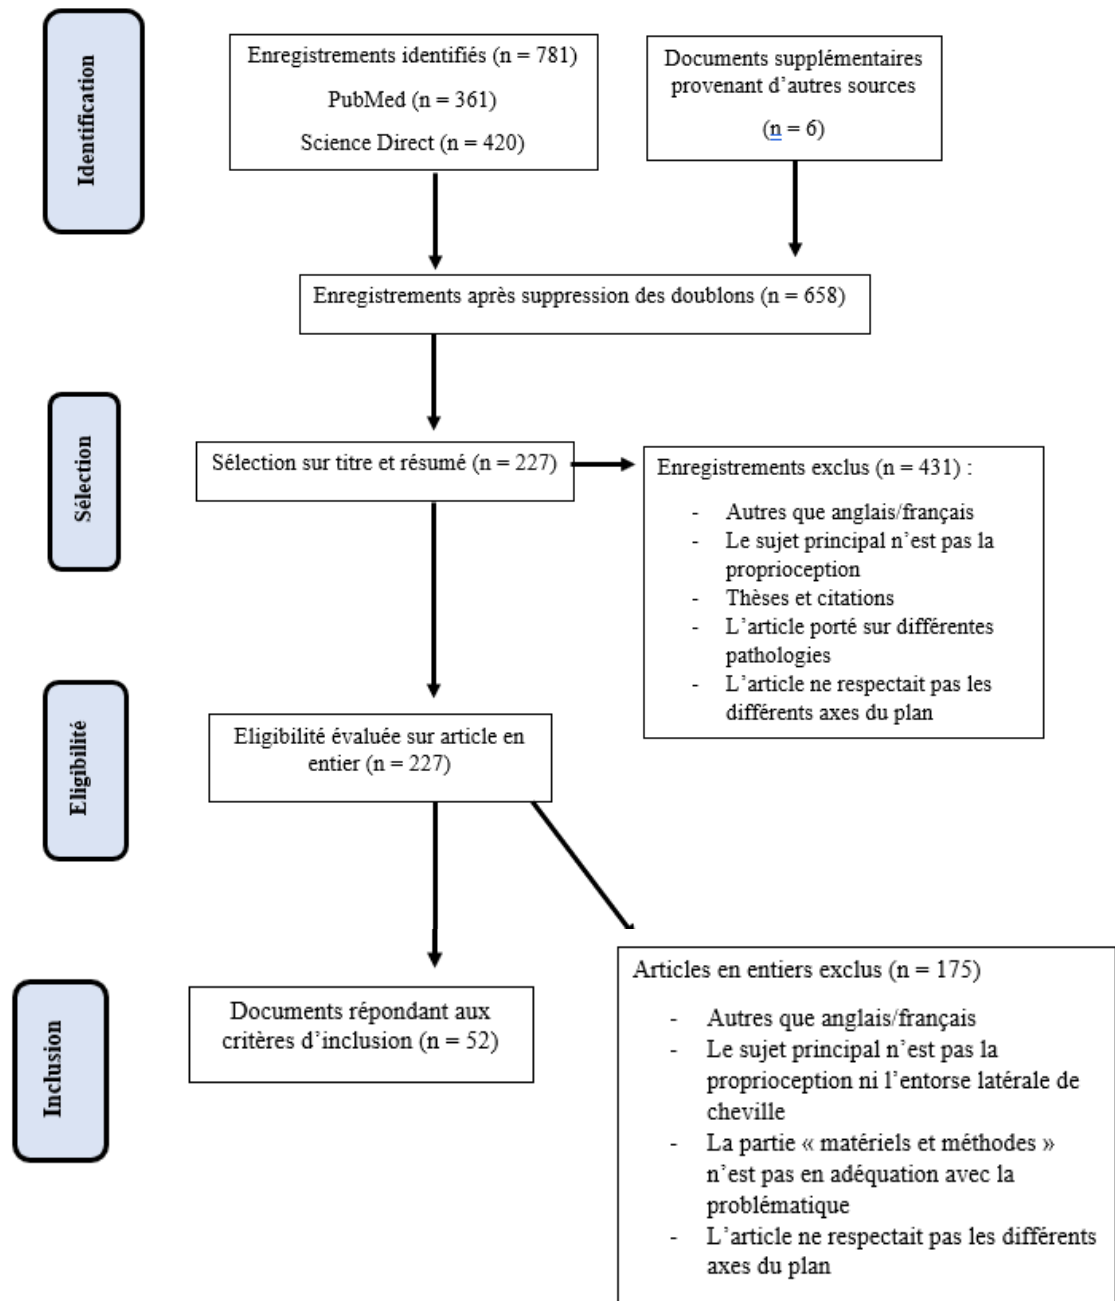 Identification
Enregistrements identifiés (n = 781)
PubMed (n = 361)
Science Direct (n = 420)
Documents supplémentaires
provenant d’autres sources
(n = 6)
Enregistrements après suppression des doublons (n = 658)
Sélection
Sélection sur titre et résumé (n = 227)
Enregistrements exclus (n = 431) :
- Autres que anglais/français
- Le sujet principal n’est pas la
proprioception
- Thèses et citations
- L’article porté sur différentes
pathologies
- L’article ne respectait pas les
différents axes du plan
Eligibilité
Eligibilité évaluée sur article en
entier (n = 227)
Inclusion
Documents répondant aux
critères d’inclusion (n = 52)
Articles en entiers exclus (n = 175)
- Autres que anglais/français
- Le sujet principal n’est pas la
proprioception ni l’entorse latérale de
cheville
- La partie « matériels et méthodes »
n’est pas en adéquation avec la
problématique
- L’article ne respectait pas les différents
axes du plan